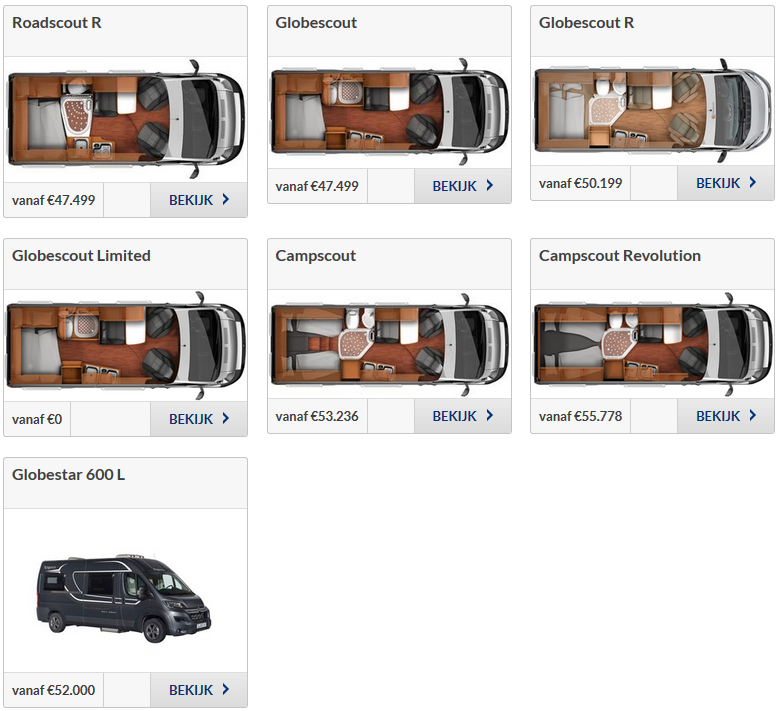 Roadscout R
Globescout
Globescout R
vanaf €47.499
BEKIJK
vanaf €47.499
BEKIJK
vanaf €50.199
BEKIJK
Globescout Limited
Campscout
Campscout Revolution
vanaf €0
BEKIJK
vanaf €53.236
BEKIJK
vanaf €55.778
BEKIJK
Globestar 600 L
vanaf €52.000
BEKIJK